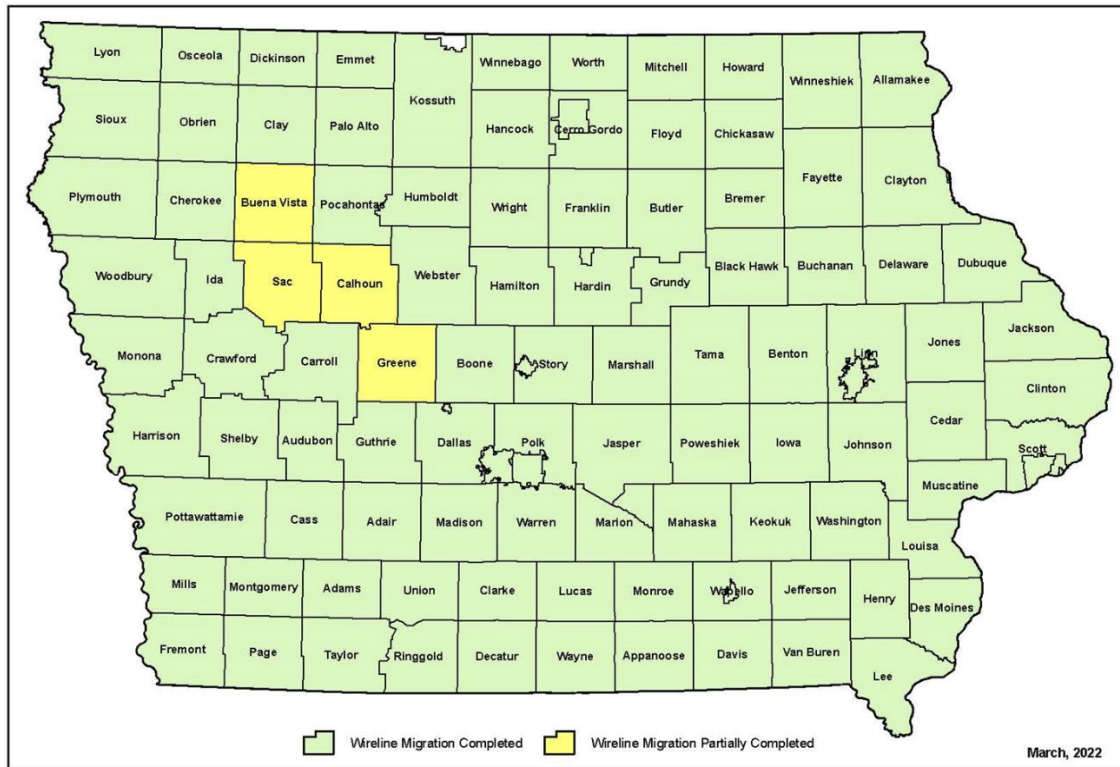 Lyon
Osceola
Dickinson
Emmet
Kossuth
Winnebago
Worth
Mitchell
Howard
Winneshiek
Allamakee
Sioux
Obrien
Clay
Palo Alto
Hancock
Cerro Gordo
Floyd
Chickasaw
Fayette
Clayton
Plymouth
Cherokee
Buena Vista
Pocahontas
Humboldt
Wright
Franklin
Butler
Bremer
Woodbury
Ida
Sac
Calhoun
Webster
Hamilton
Hardin
Grundy
Black Hawk
Buchanan
Delaware
Dubuque
Monona
Crawford
Carroll
Greene
Boone
Story
Marshall
Tama
Benton
Linn
Jones
Jackson
Clinton
Harrison
Shelby
Audubon
Guthrie
Dallas
Polk
Jasper
Poweshiek
Iowa
Johnson
Cedar
Scott
Muscatine
Pottawattamie
Cass
Adair
Madison
Warren
Marion
Mahaska
Keokuk
Washington
Louisa
Mills
Montgomery
Adams
Union
Clarke
Lucas
Monroe
Wapello
Jefferson
Henry
Des Moines
Fremont
Page
Taylor
Ringgold
Decatur
Wayne
Appanoose
Davis
Van Buren
Lee
Wireline Migration Completed
Wireline Migration Partially Completed
March, 2022